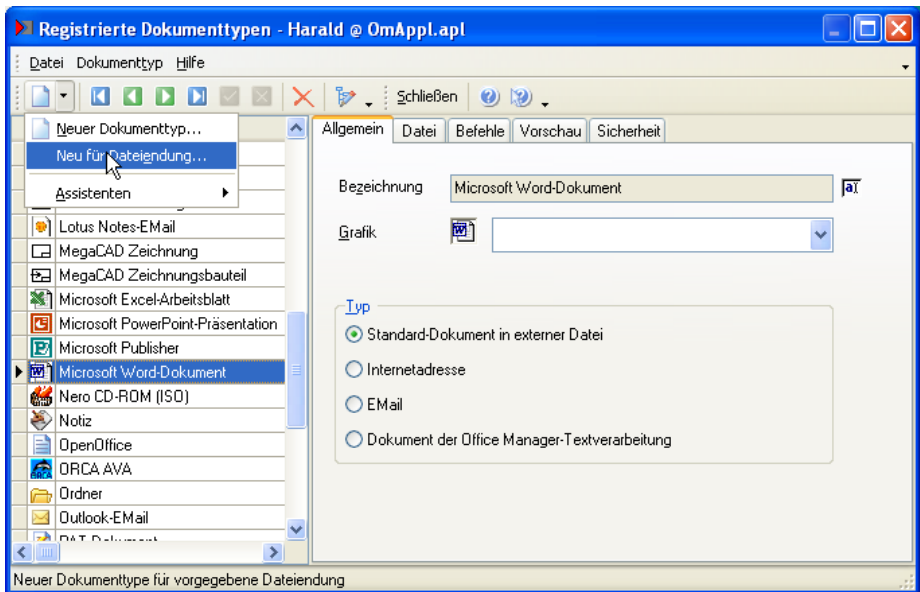 Registrierte Dokumenttypen - Harald @ OmAppl.apl
Datei Dokumenttyp Hilfe
Schließen
Neuer Dokumenttyp...
Neu für Dateiendung...
Assistenten
Lotus Notes-EMail
MegaCAD Zeichnung
MegaCAD Zeichnungsbauteil
Microsoft Excel-Arbeitsblatt
Microsoft PowerPoint-Präsentation
Microsoft Publisher
Microsoft Word-Dokument
Nero CD-ROM (ISO)
Notiz
OpenOffice
ORCA AVA
Ordner
Outlook-EMail
Allgemein Datei Befehle Vorschau Sicherheit
Bezeichnung Microsoft Word-Dokument
Grafik
Typ
Standard-Dokument in externer Datei
Internetadresse
EMail
Dokument der Office Manager-Textverarbeitung
Neuer Dokumenttype für vorgegebene Dateiendung